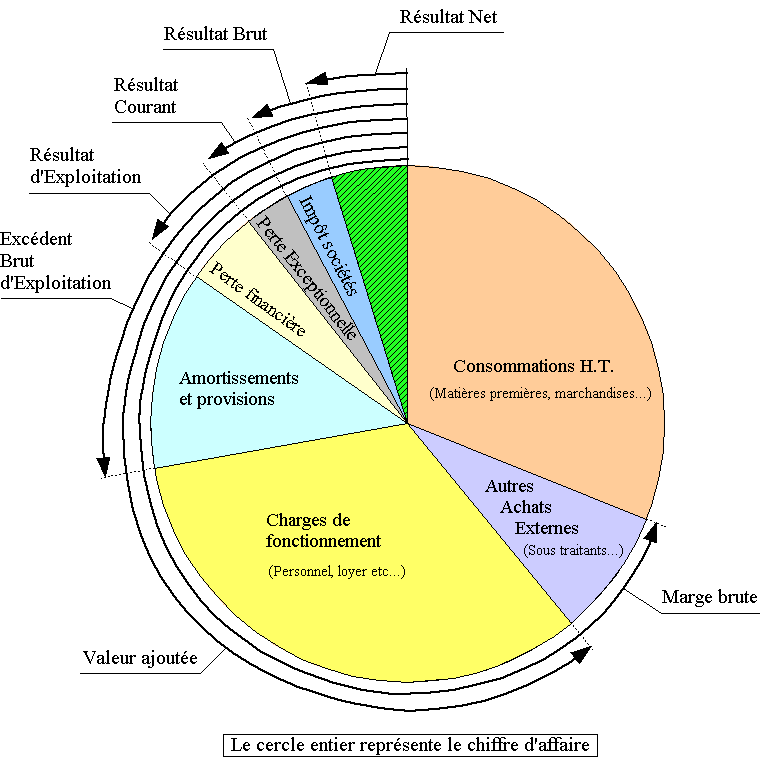 Résultat Net
Résultat Brut
Résultat
Courant
Résultat
d'Exploitation
Excédent
Brut
d'Exploitation
Impôt sociétés
Perte Exceptionnelle
Perte financière
Amortissements
et provisions
Consommations H.T.
(Matières premières, marchandises...)
Autres
Achats
Externes
(Sous traitants...)
Charges de
fonctionnement
(Personnel, loyer etc...)
Marge brute
Valeur ajoutée
Le cercle entier représente le chiffre d'affaire